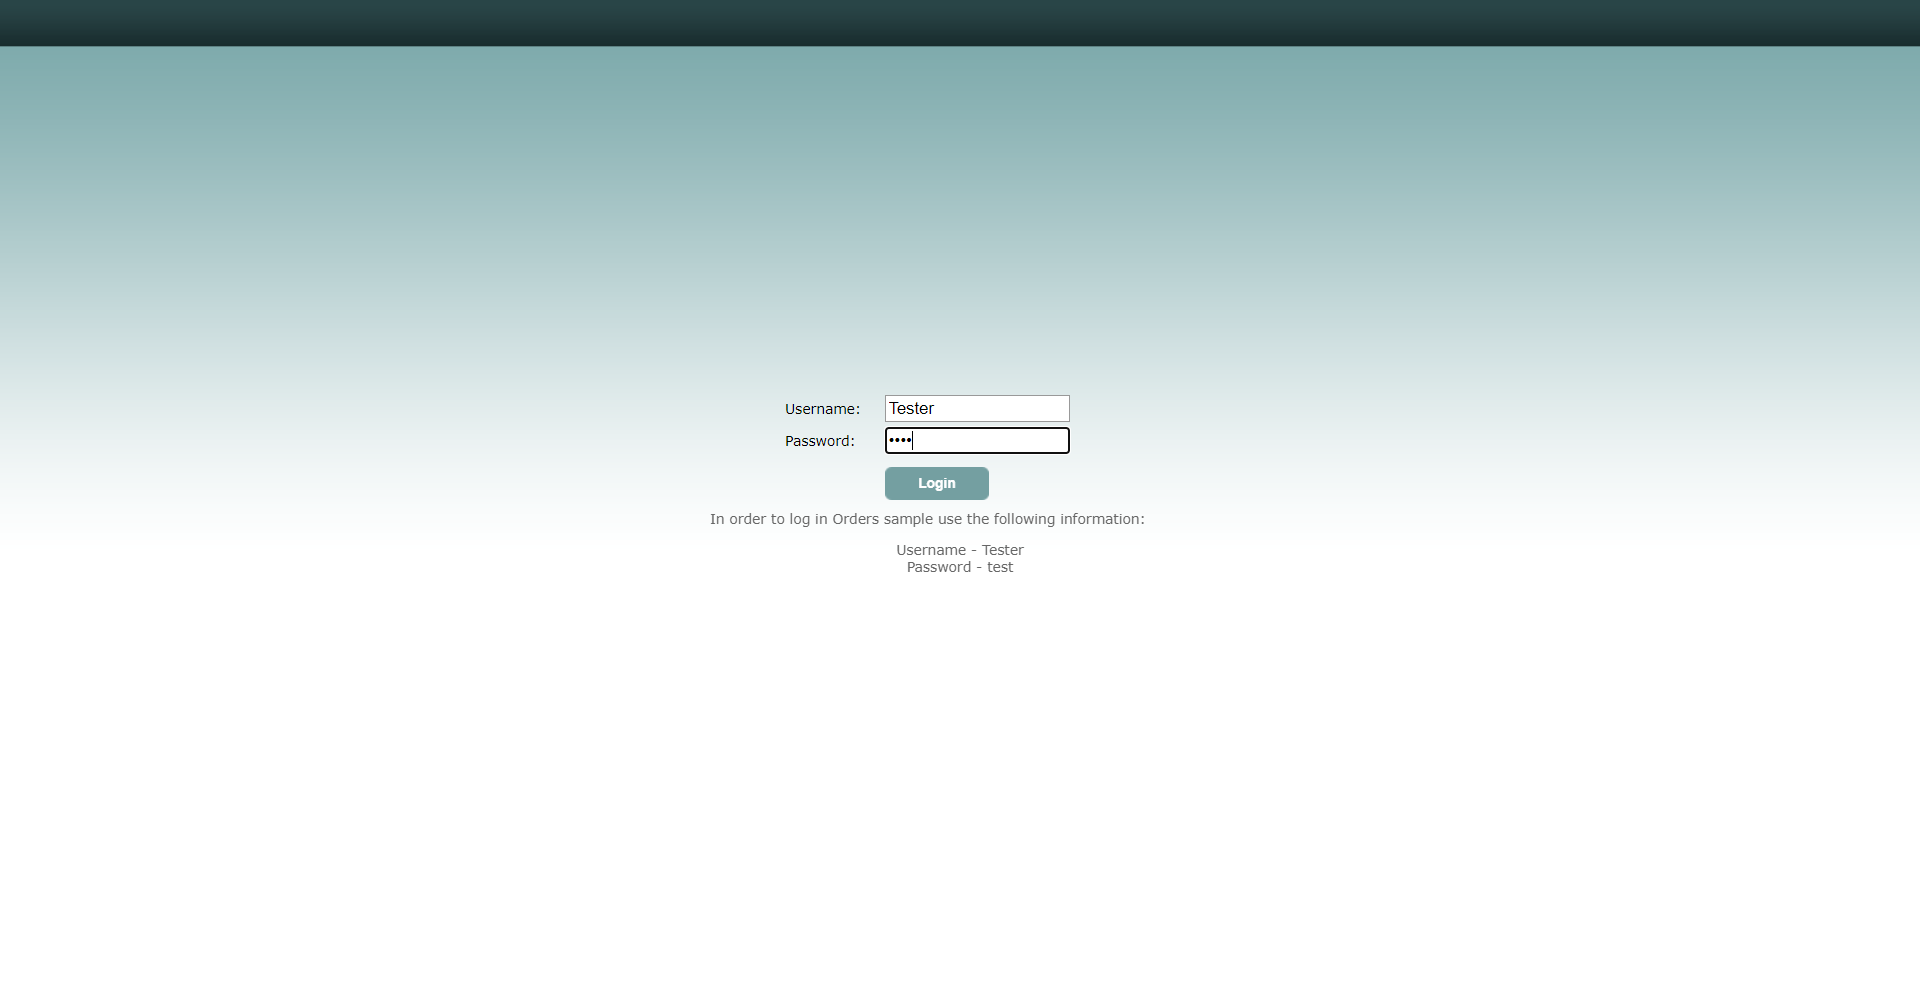 Username: Tester
Password: ••••
Login
In order to log in Orders sample use the following information:
Username - Tester
Password - test